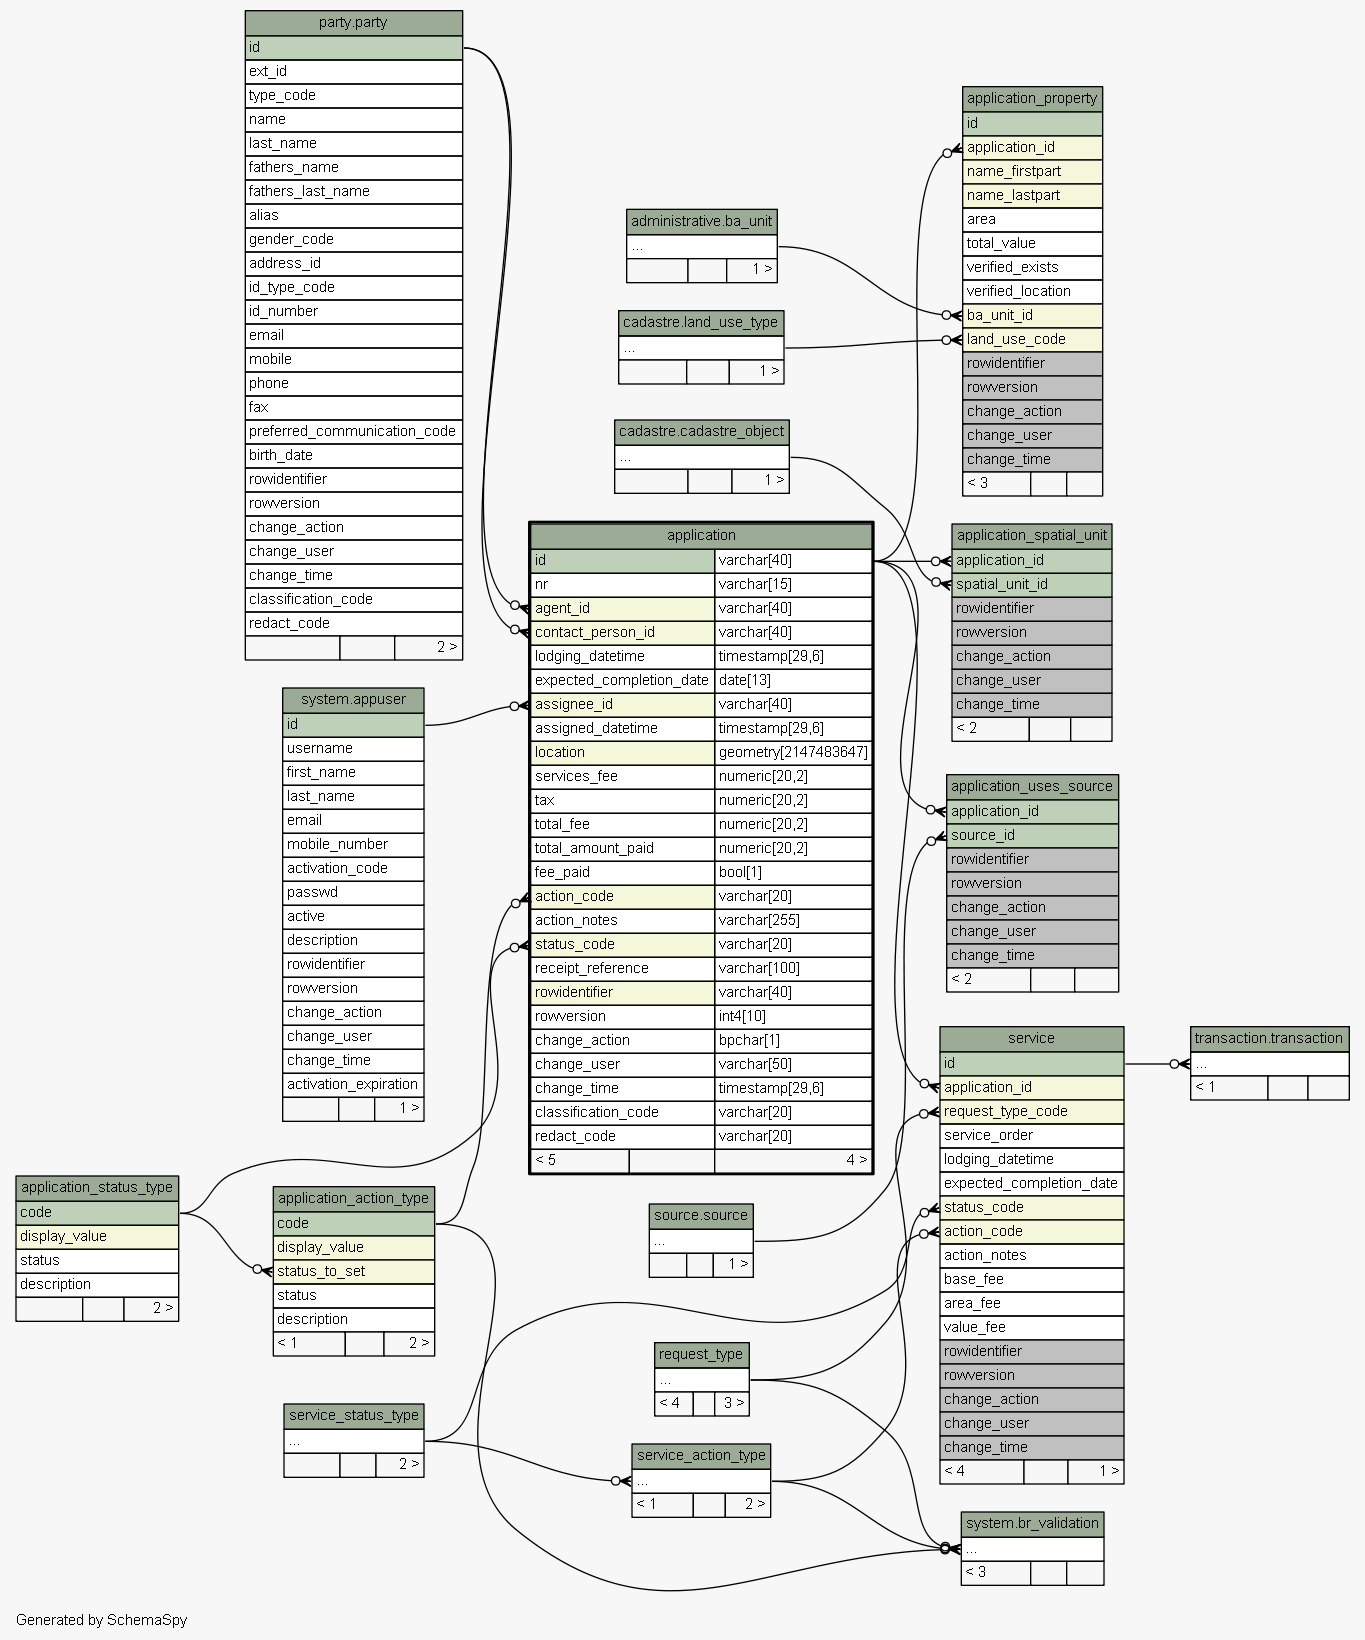 party.party
id
ext_id
type_code
name
last_name
fathers_name
fathers_last_name
alias
gender_code
address_id
id_type_code
id_number
email
mobile
phone
fax
preferred_communication_code
birth_date
rowidentifier
rowversion
change_action
change_user
change_time
classification_code
redact_code
2 >
application_property
id
application_id
name_firstpart
name_lastpart
area
total_value
verified_exists
verified_location
ba_unit_id
land_use_code
rowidentifier
rowversion
change_action
change_user
change_time
< 3
administrative.ba_unit
...
1 >
cadastre.land_use_type
...
1 >
cadastre.cadastre_object
...
1 >
application
id varchar[40]
nr varchar[15]
agent_id varchar[40]
contact_person_id varchar[40]
lodging_datetime timestamp[29,6]
expected_completion_date date[13]
assignee_id varchar[40]
assigned_datetime timestamp[29,6]
location geometry[2147483647]
services_fee numeric[20,2]
tax numeric[20,2]
total_fee numeric[20,2]
total_amount_paid numeric[20,2]
fee_paid bool[1]
action_code varchar[20]
action_notes varchar[255]
status_code varchar[20]
receipt_reference varchar[100]
rowidentifier varchar[40]
rowversion int4[10]
change_action bpchar[1]
change_user varchar[50]
change_time timestamp[29,6]
classification_code varchar[20]
redact_code varchar[20]
< 5 4 >
application_spatial_unit
application_id
spatial_unit_id
rowidentifier
rowversion
change_action
change_user
change_time
< 2
system.appuser
id
username
first_name
last_name
email
mobile_number
activation_code
passwd
active
description
rowidentifier
rowversion
change_action
change_user
change_time
activation_expiration
1 >
application_uses_source
application_id
source_id
rowidentifier
rowversion
change_action
change_user
change_time
< 2
service
id
application_id
request_type_code
service_order
lodging_datetime
expected_completion_date
status_code
action_code
action_notes
base_fee
area_fee
value_fee
rowidentifier
rowversion
change_action
change_user
change_time
< 4 1 >
transaction.transaction
...
< 1
application_status_type
code
display_value
status
description
2 >
application_action_type
code
display_value
status_to_set
status
description
< 1 2 >
source.source
...
1 >
request_type
...
< 4 3 >
service_status_type
...
2 >
service_action_type
...
< 1 2 >
system.br_validation
...
< 3
Generated by SchemaSpy